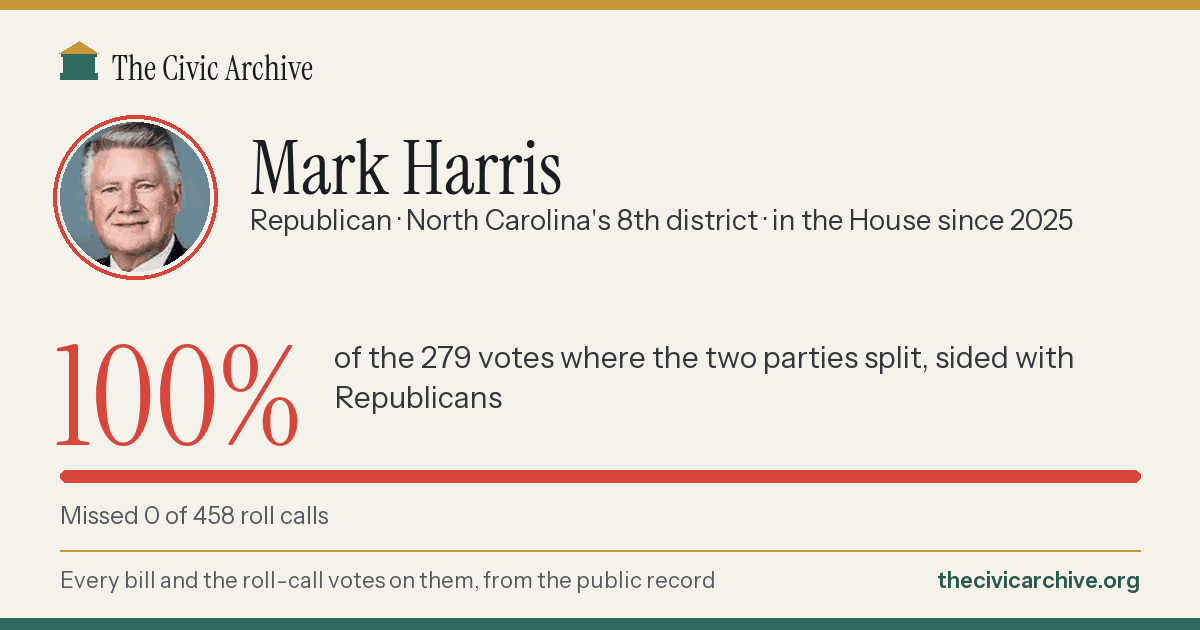 The Civic Archive
Mark Harris
Republican · North Carolina's 8th district · in the House since 2025
100%
of the 279 votes where the two parties split, sided with
Republicans
Missed 0 of 458 roll calls
Every bill and the roll-call votes on them, from the public record
thecivicarchive.org